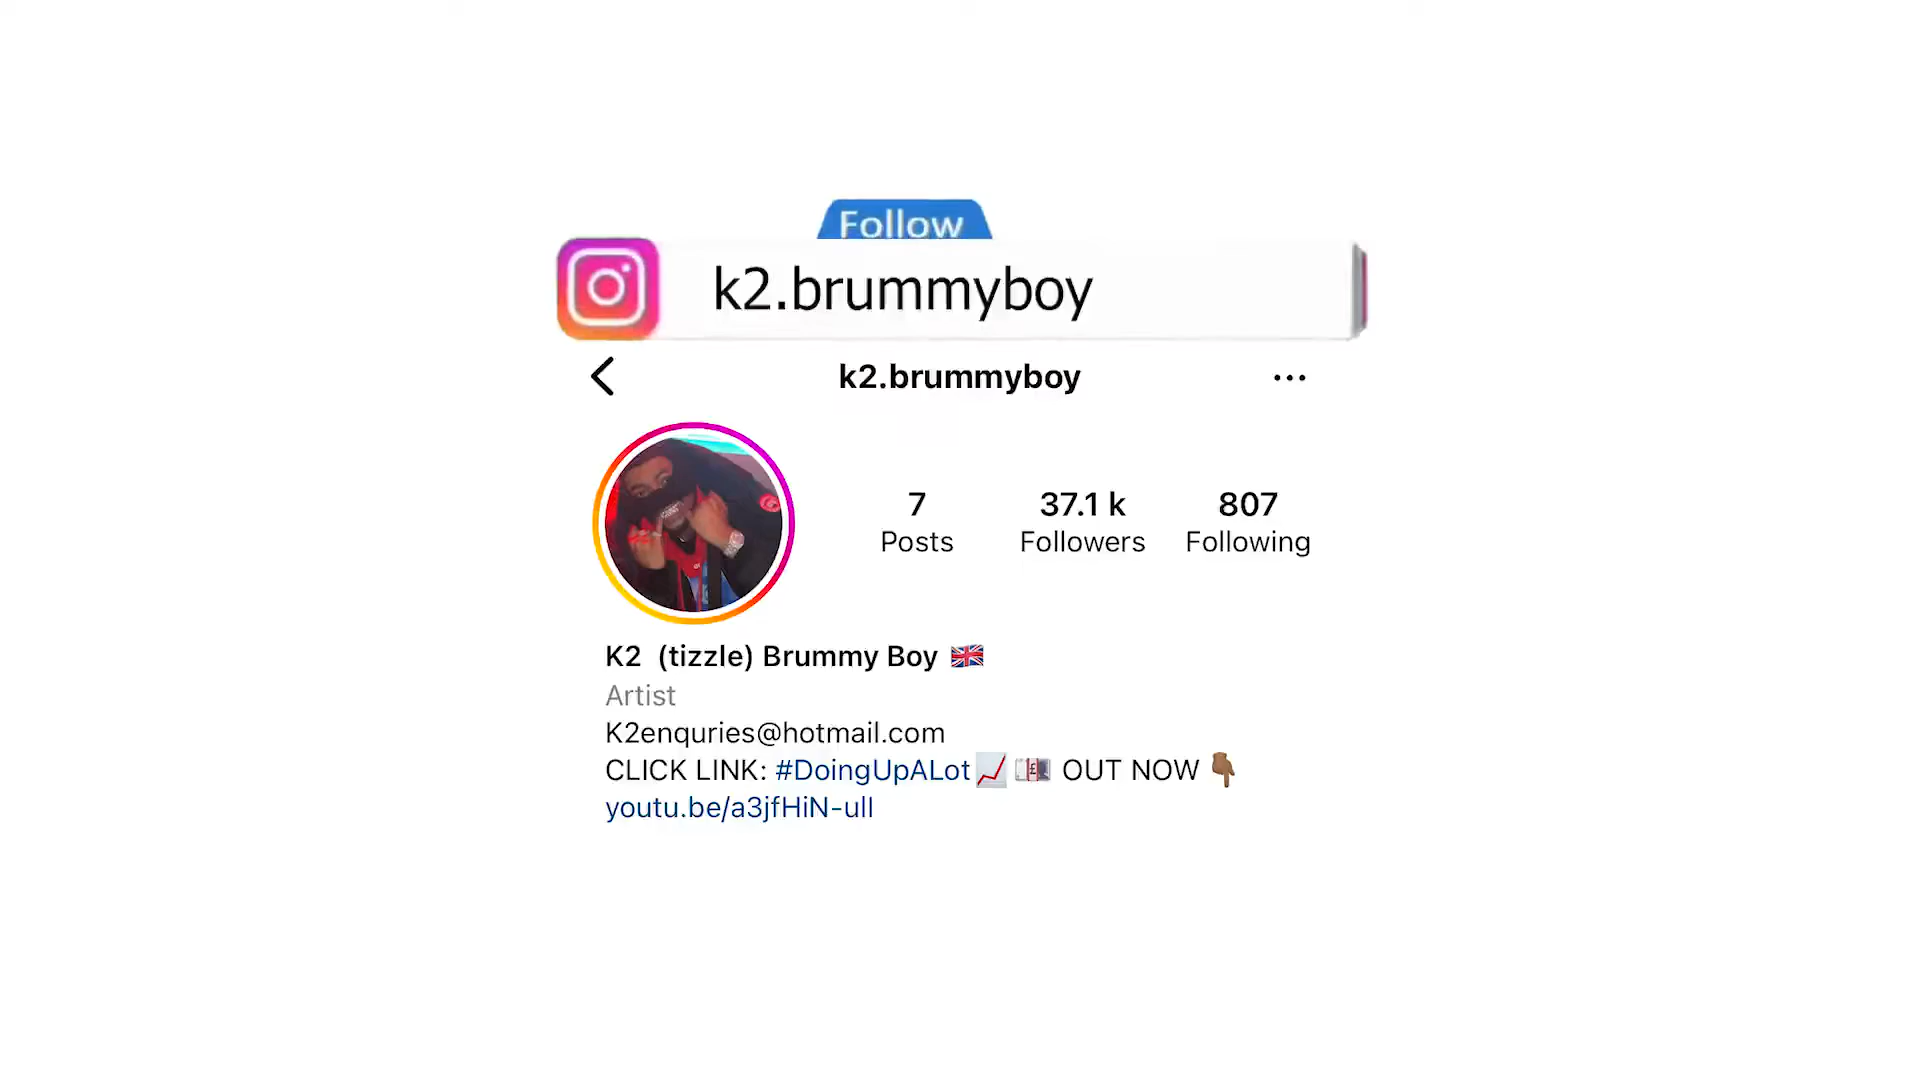 Follow
k2.brummyboy
k2.brummyboy
7
Posts
37.1 k
Followers
807
Following
K2 (tizzle) Brummy Boy 🇬🇧
Artist
K2enquries@hotmail.com
CLICK LINK: #DoingUpALot📈 💷 OUT NOW👇🏾
youtu.be/a3jfHiN-ull